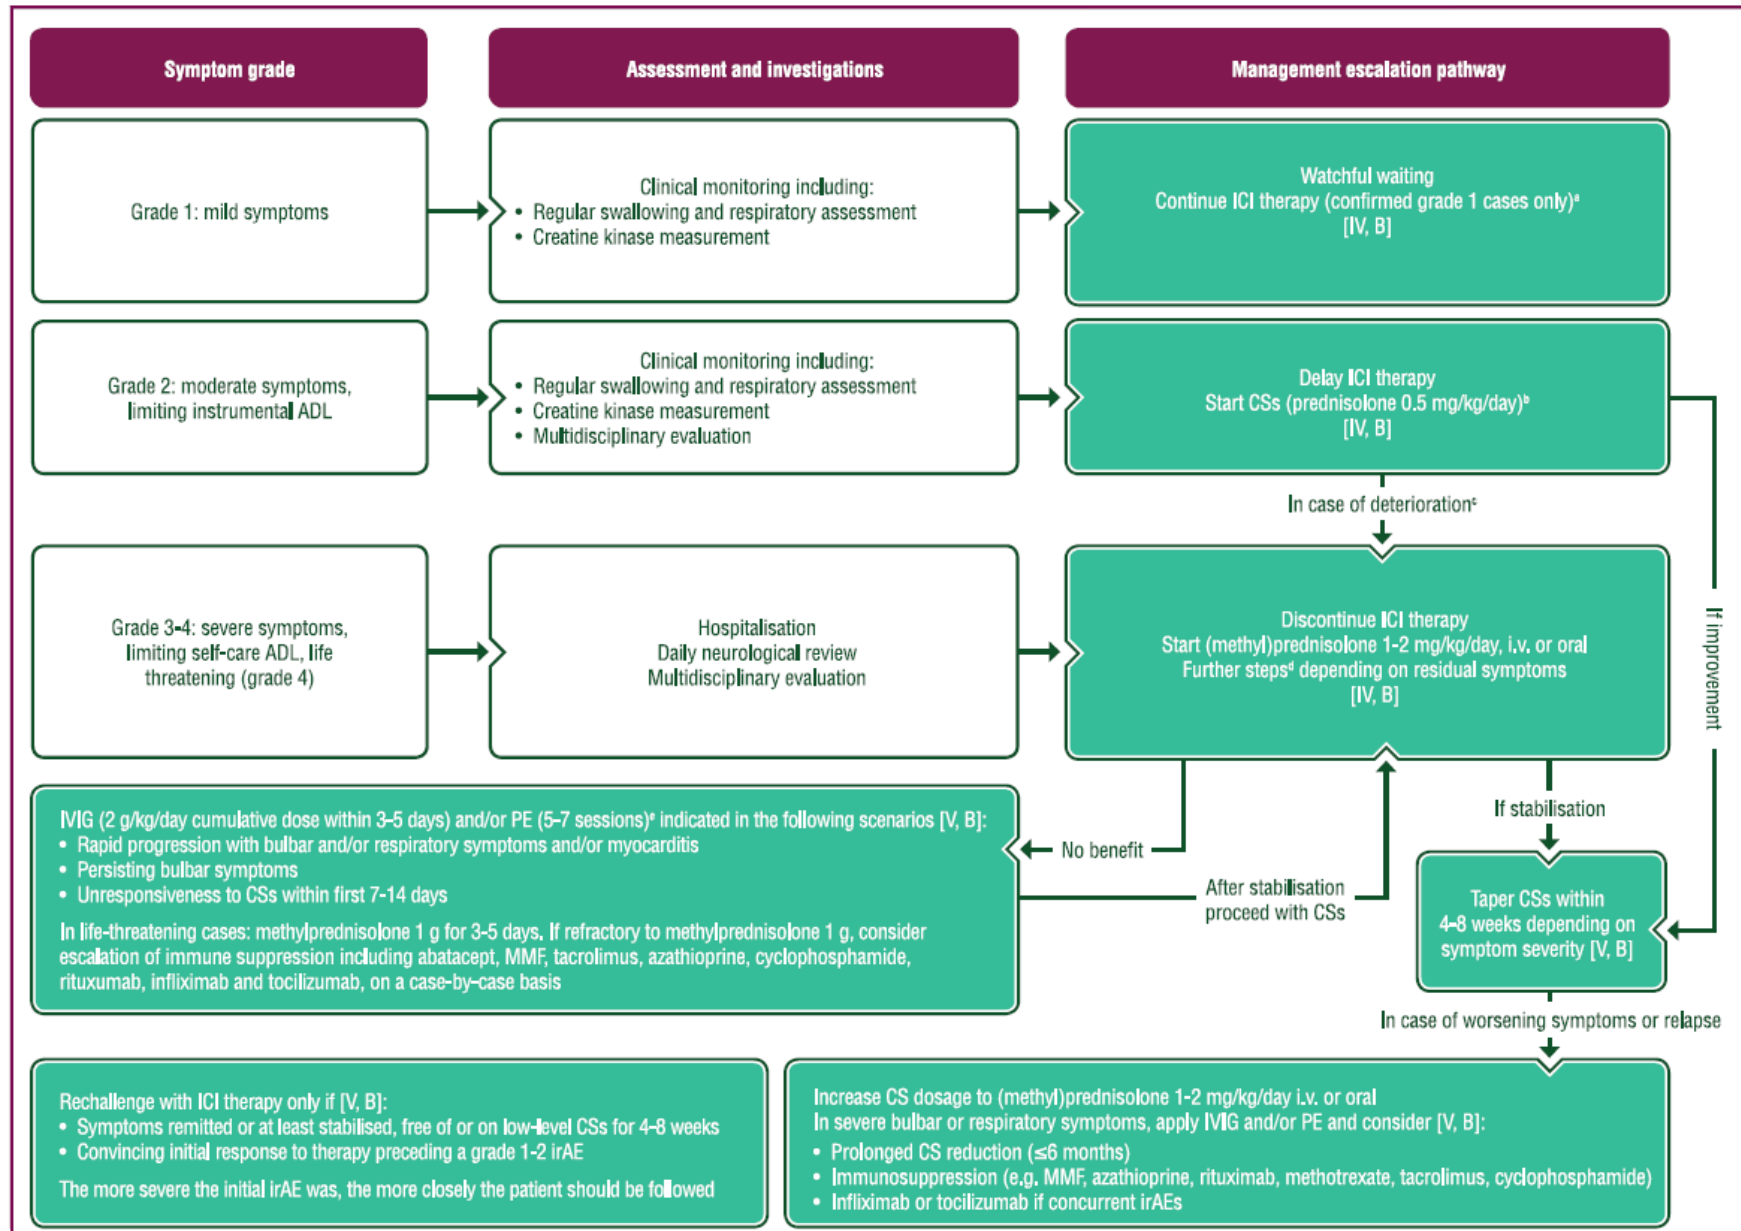 Symptom grade
Assessment and investigations
Management escalation pathway
Grade 1: mild symptoms
Clinical monitoring including:
• Regular swallowing and respiratory assessment
• Creatine kinase measurement
Watchful waiting
Continue ICI therapy (confirmed grade 1 cases only)ᵃ
[IV, B]
Grade 2: moderate symptoms,
limiting instrumental ADL
Clinical monitoring including:
• Regular swallowing and respiratory assessment
• Creatine kinase measurement
• Multidisciplinary evaluation
Delay ICI therapy
Start CSs (prednisolone 0.5 mg/kg/day)ᵇ
[IV, B]
In case of deteriorationᶜ
If improvement
Grade 3-4: severe symptoms,
limiting self-care ADL, life
threatening (grade 4)
Hospitalisation
Daily neurological review
Multidisciplinary evaluation
Discontinue ICI therapy
Start (methyl)prednisolone 1-2 mg/kg/day, i.v. or oral
Further stepsᵈ depending on residual symptoms
[IV, B]
IVIG (2 g/kg/day cumulative dose within 3–5 days) and/or PE (5–7 sessions)ᵉ indicated in the following scenarios [V, B]:
• Rapid progression with bulbar and/or respiratory symptoms and/or myocarditis
• Persisting bulbar symptoms
• Unresponsiveness to CSs within first 7-14 days
In life-threatening cases: methylprednisolone 1 g for 3-5 days. If refractory to methylprednisolone 1 g, consider
escalation of immune suppression including abatacept, MMF, tacrolimus, azathioprine, cyclophosphamide,
rituxumab, infliximab and tocilizumab, on a case-by-case basis
No benefit
After stabilisation
proceed with CSs
If stabilisation
Taper CSs within
4-8 weeks depending on
symptom severity [V, B]
In case of worsening symptoms or relapse
Rechallenge with ICI therapy only if [V, B]:
• Symptoms remitted or at least stabilised, free of or on low-level CSs for 4-8 weeks
• Convincing initial response to therapy preceding a grade 1-2 irAE
The more severe the initial irAE was, the more closely the patient should be followed
Increase CS dosage to (methyl)prednisolone 1-2 mg/kg/day i.v. or oral
In severe bulbar or respiratory symptoms, apply IVIG and/or PE and consider [V, B]:
• Prolonged CS reduction (≤6 months)
• Immunosuppression (e.g. MMF, azathioprine, rituximab, methotrexate, tacrolimus, cyclophosphamide)
• Infliximab or tocilizumab if concurrent irAEs